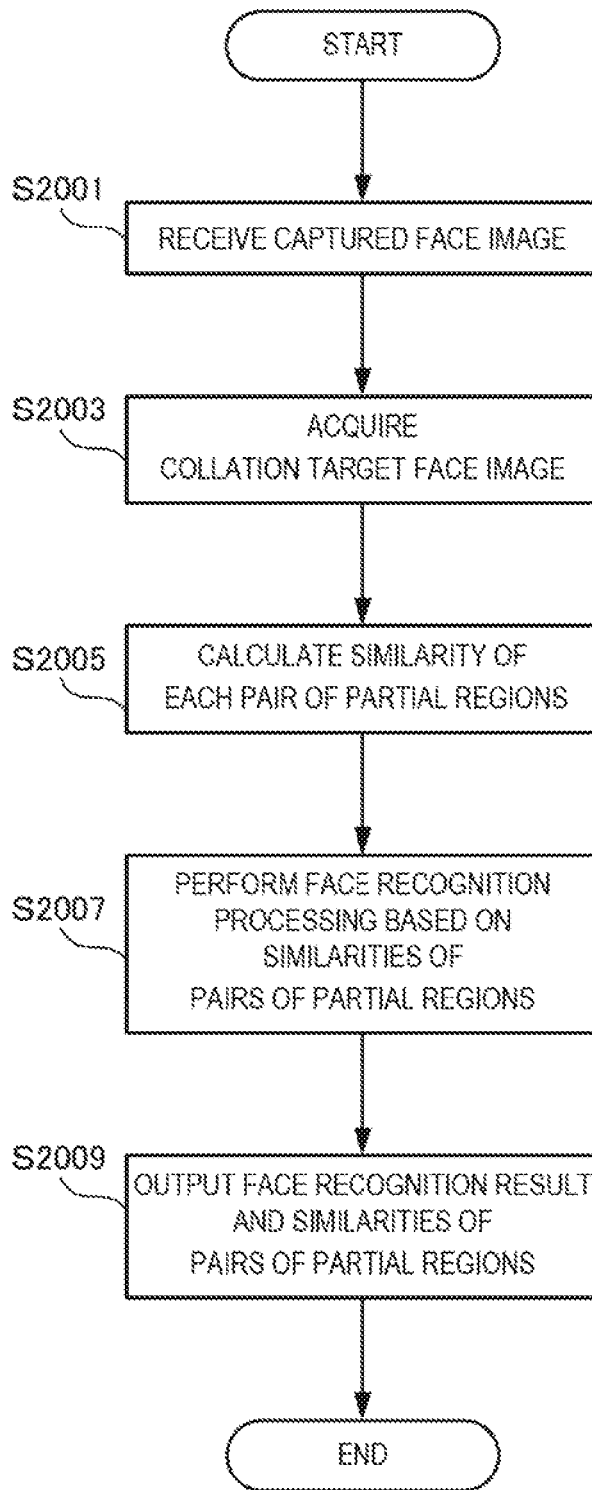 START
S2001
RECEIVE CAPTURED FACE IMAGE
S2003
ACQUIRE
COLLATION TARGET FACE IMAGE
S2005
CALCULATE SIMILARITY OF
EACH PAIR OF PARTIAL REGIONS
S2007
PERFORM FACE RECOGNITION
PROCESSING BASED ON
SIMILARITIES OF
PAIRS OF PARTIAL REGIONS
S2009
OUTPUT FACE RECOGNITION RESULT
AND SIMILARITIES OF
PAIRS OF PARTIAL REGIONS
END